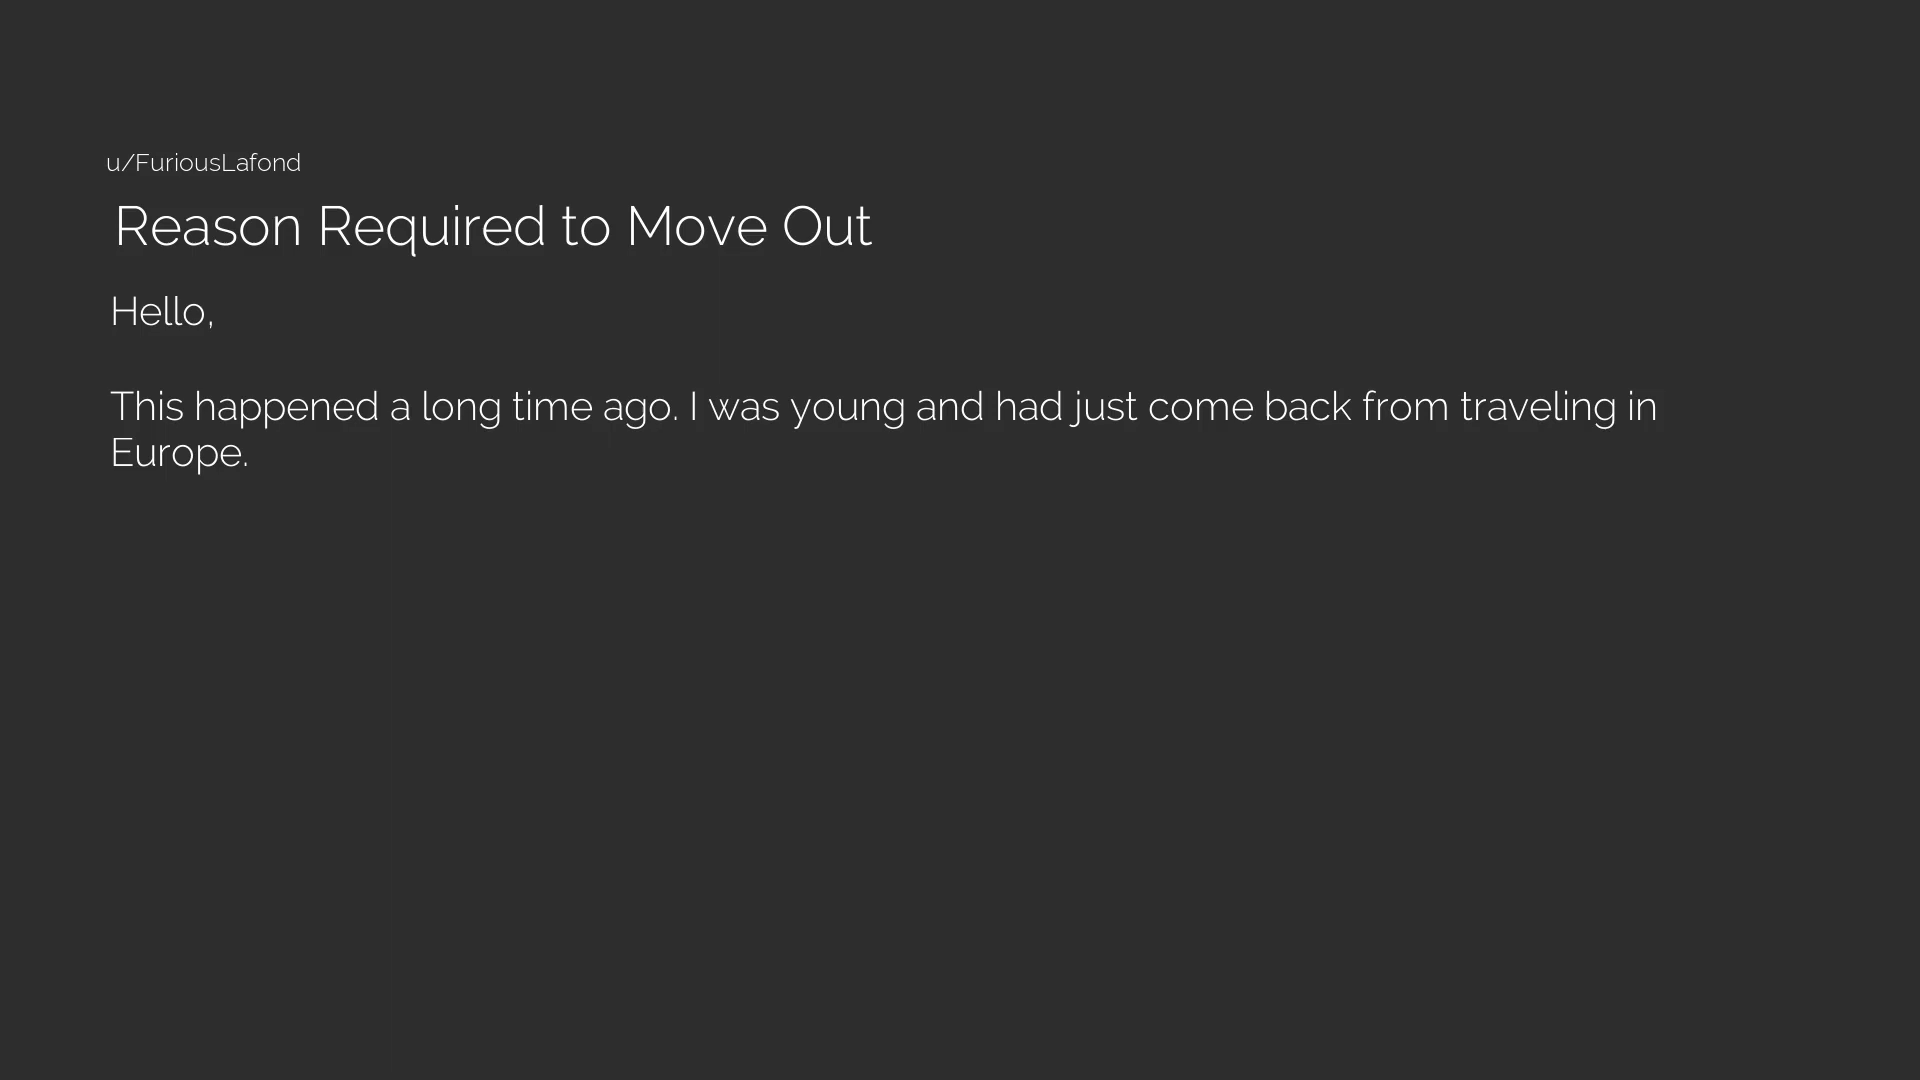 u/FuriousLafond
Reason Required to Move Out
Hello,
This happened a long time ago. I was young and had just come back from traveling in
Europe.